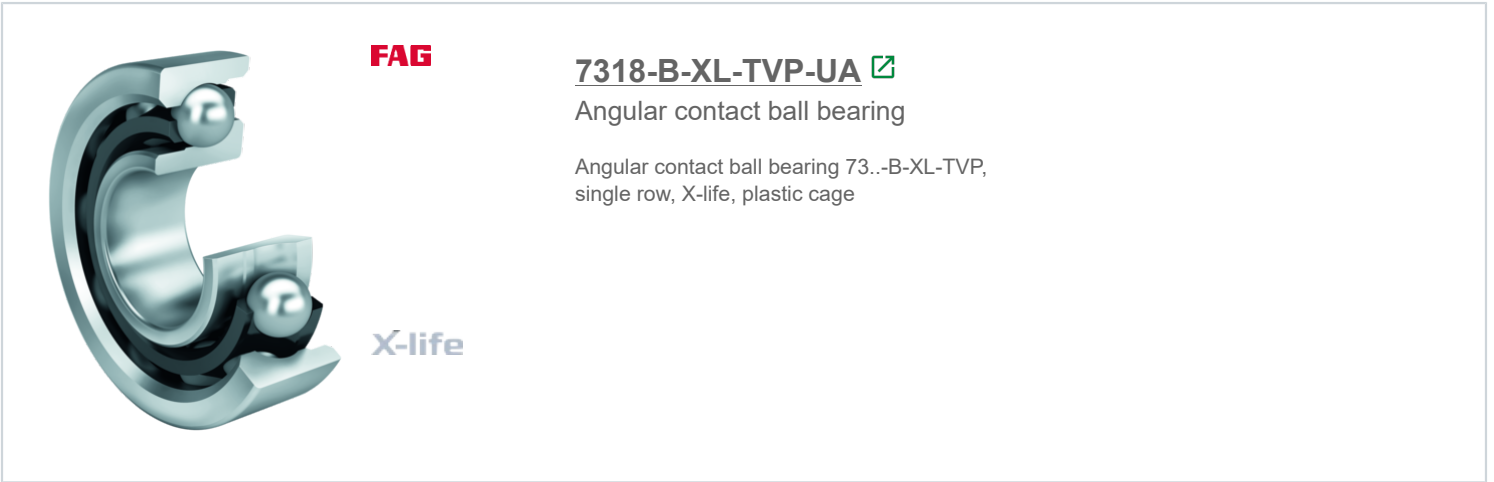 FAG
7318-B-XL-TVP-UA
Angular contact ball bearing
Angular contact ball bearing 73..-B-XL-TVP,
single row, X-life, plastic cage
X-life